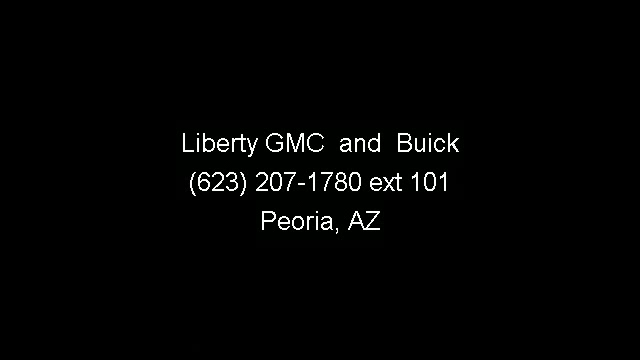 Liberty GMC  and  Buick
(623) 207-1780 ext 101
Peoria, AZ